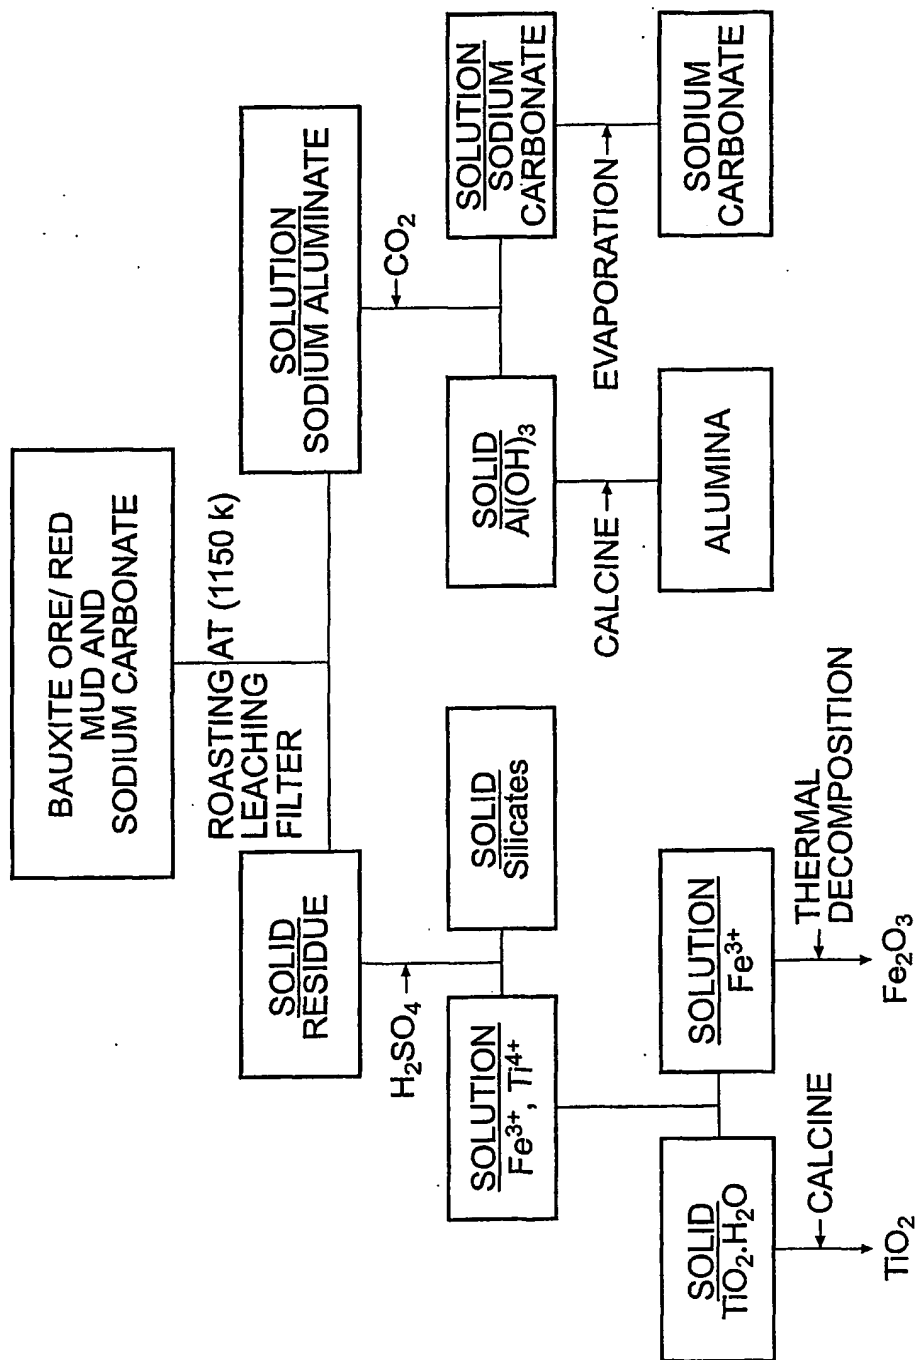 BAUXITE ORE/ RED
MUD AND
SODIUM CARBONATE
ROASTING AT (1150 k)
LEACHING
FILTER
SOLID
RESIDUE
SOLUTION
SODIUM ALUMINATE
H₂SO₄
CO₂
SOLUTION
Fe³⁺, Ti⁴⁺
SOLID
Silicates
SOLID
Al(OH)₃
SOLUTION
SODIUM
CARBONATE
CALCINE
EVAPORATION
SOLID
TiO₂.H₂O
SOLUTION
Fe³⁺
ALUMINA
SODIUM
CARBONATE
CALCINE
THERMAL
DECOMPOSITION
TiO₂
Fe₂O₃